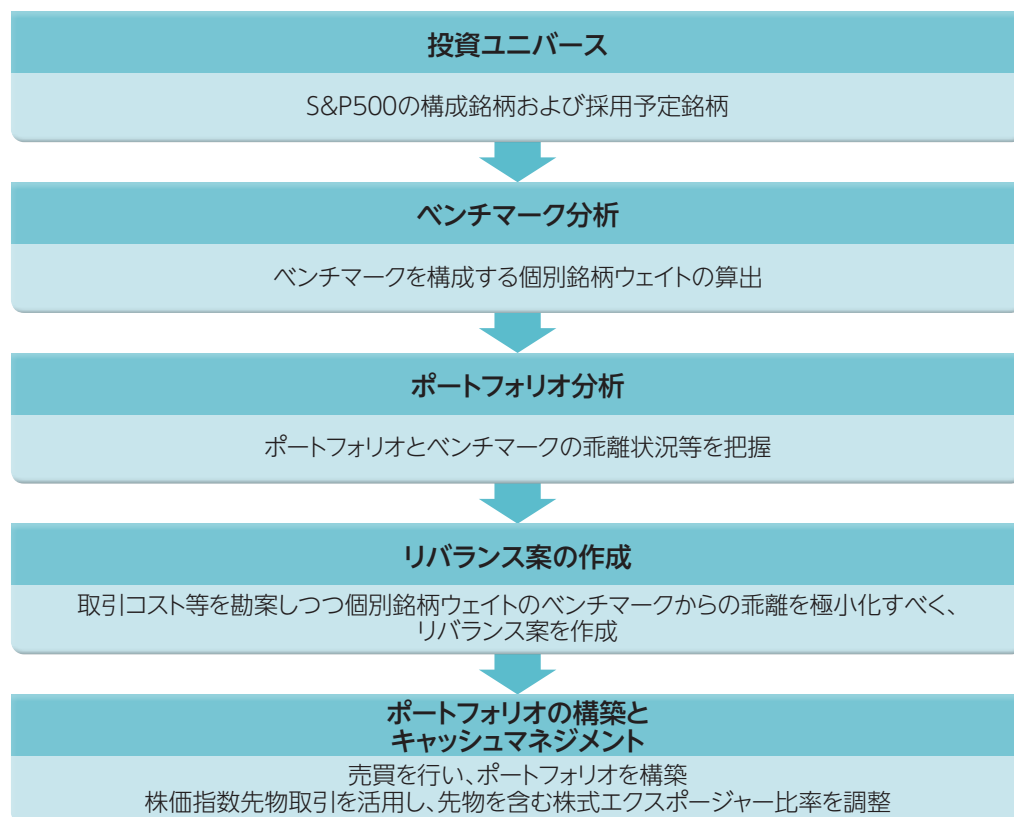 投資ユニバース
S&P500の構成銘柄および採用予定銘柄
ベンチマーク分析
ベンチマークを構成する個別銘柄ウェイトの算出
ポートフォリオ分析
ポートフォリオとベンチマークの乖離状況等を把握
リバランス案の作成
取引コスト等を勘案しつつ個別銘柄ウェイトのベンチマークからの乖離を極小化すべく、
リバランス案を作成
ポートフォリオの構築と
キャッシュマネジメント
売買を行い、ポートフォリオを構築
株価指数先物取引を活用し、先物を含む株式エクスポージャー比率を調整